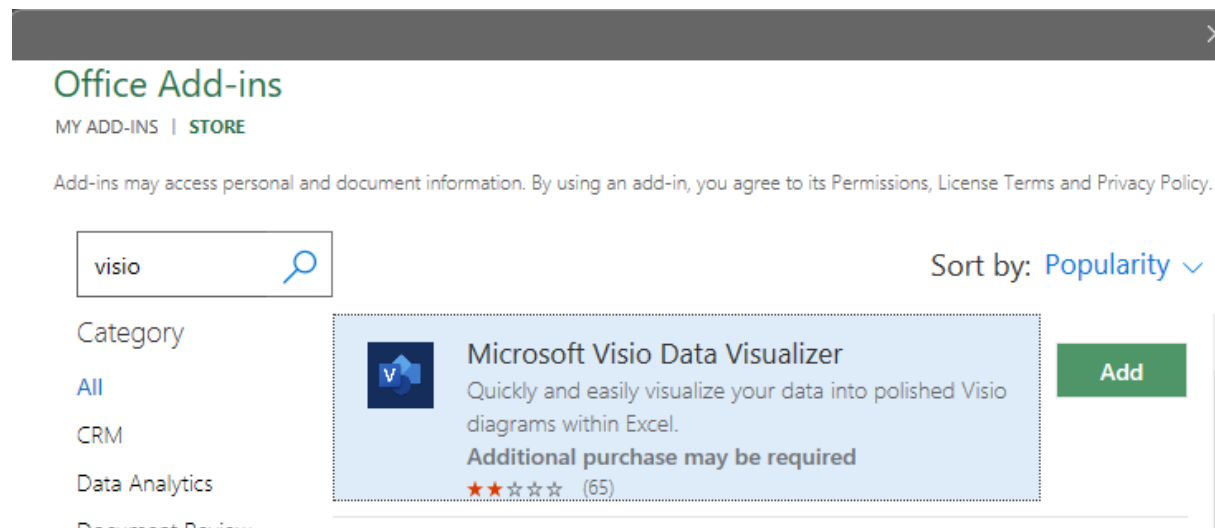 Office Add-ins
MY ADD-INS | STORE
Add-ins may access personal and document information. By using an add-in, you agree to its Permissions, License Terms and Privacy Policy.
visio
Sort by: Popularity
Category
All
CRM
Data Analytics
Document Review
Microsoft Visio Data Visualizer
Quickly and easily visualize your data into polished Visio
diagrams within Excel.
Additional purchase may be required
(65)
Add